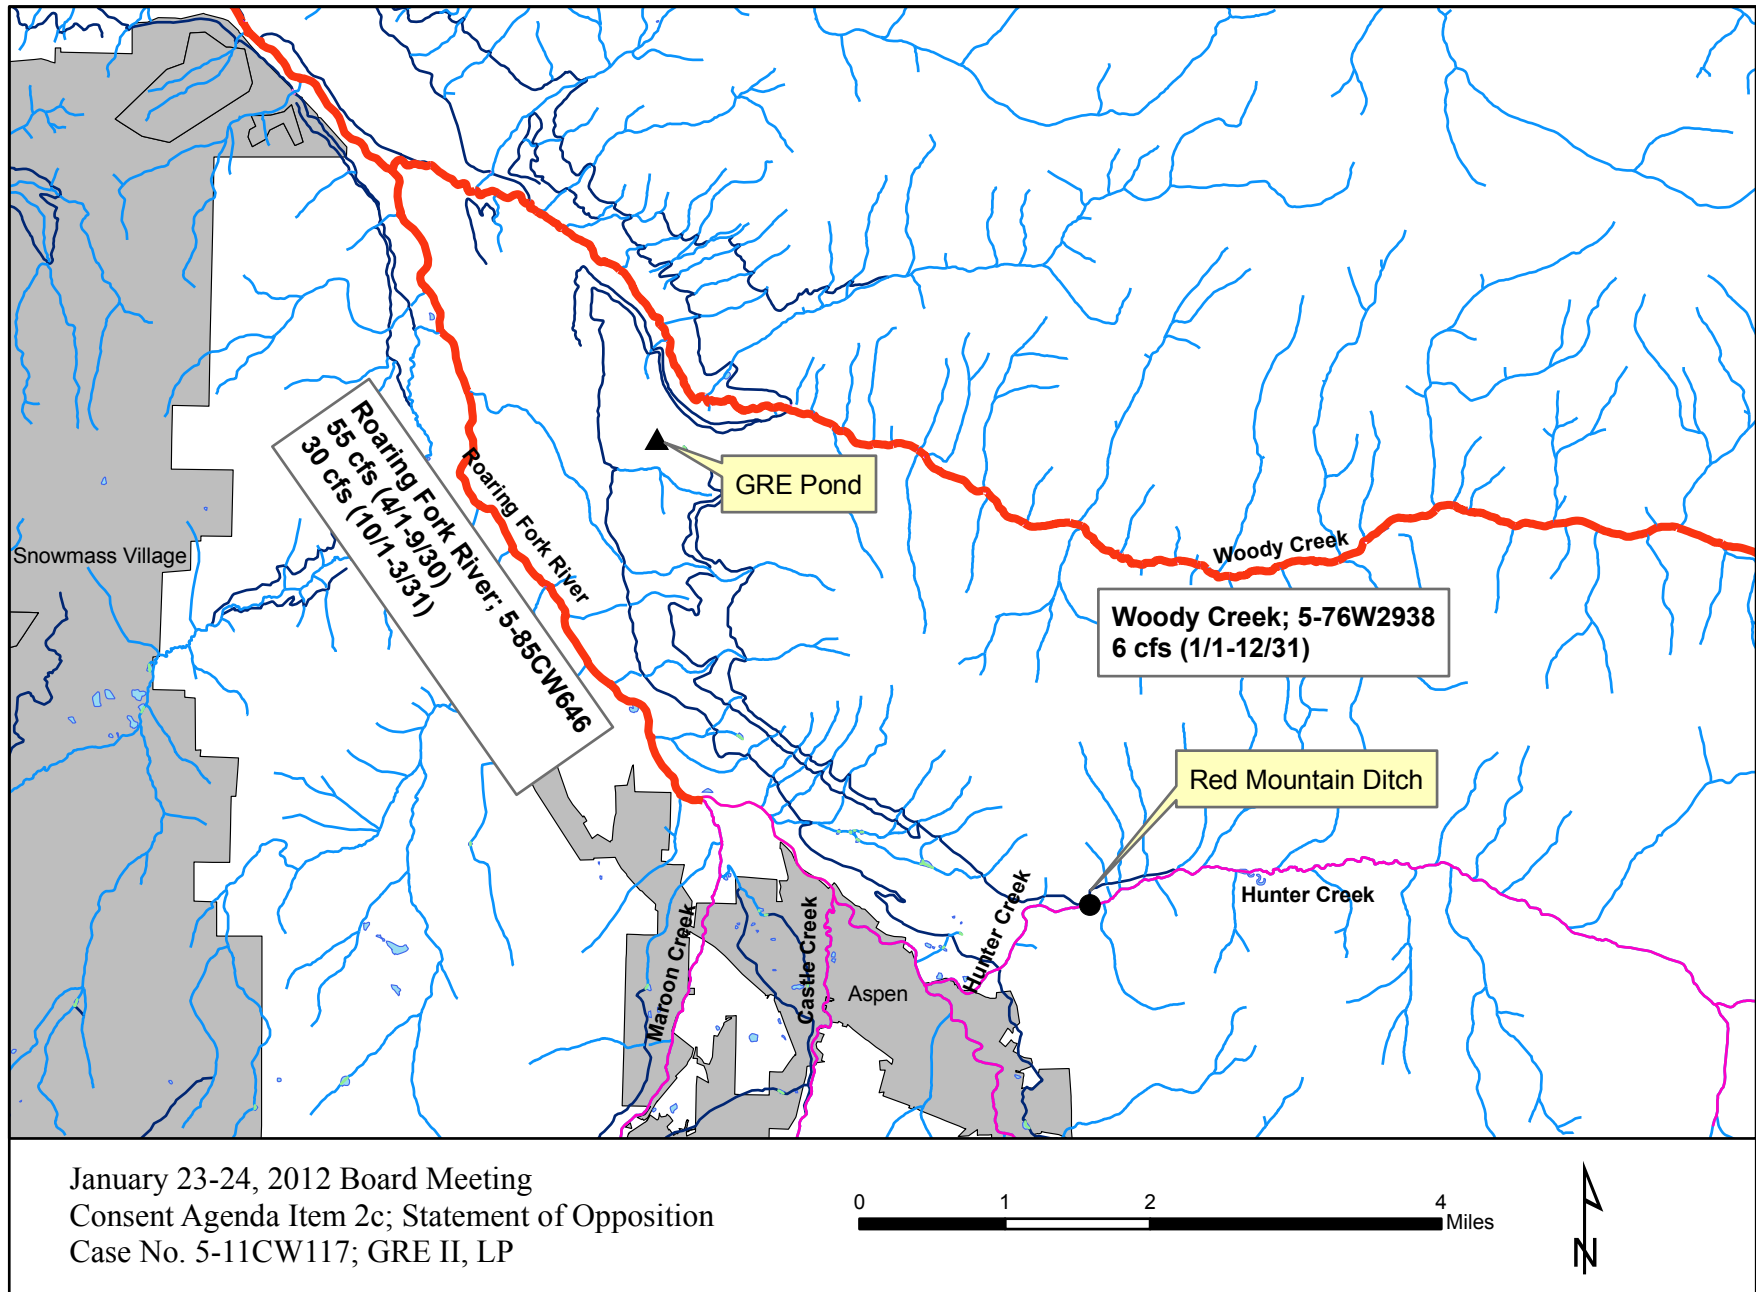 Roaring Fork River; 5-85CW646
55 cfs (4/1-9/30)
30 cfs (10/1-3/31)
Roaring Fork River
GRE Pond
Snowmass Village
Woody Creek
Woody Creek; 5-76W2938
6 cfs (1/1-12/31)
Red Mountain Ditch
Hunter Creek
Hunter Creek
Maroon Creek
Castle Creek
Aspen
January 23-24, 2012 Board Meeting
Consent Agenda Item 2c; Statement of Opposition
Case No. 5-11CW117; GRE II, LP
0 1 2 4
Miles
N